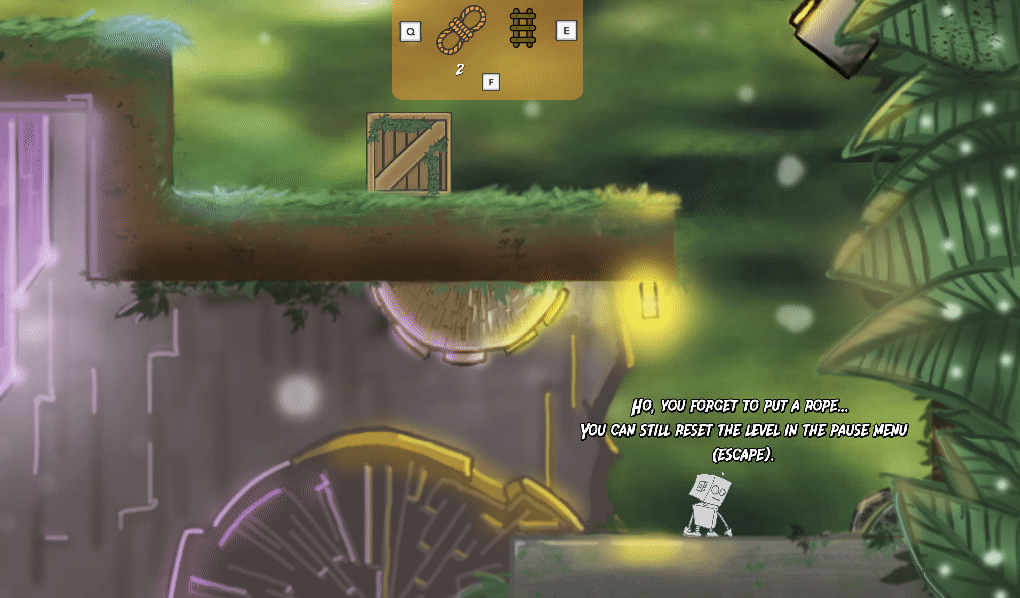 Q
E
2
F
Ho, you forget to put a rope...
You can still reset the level in the pause menu
(escape).